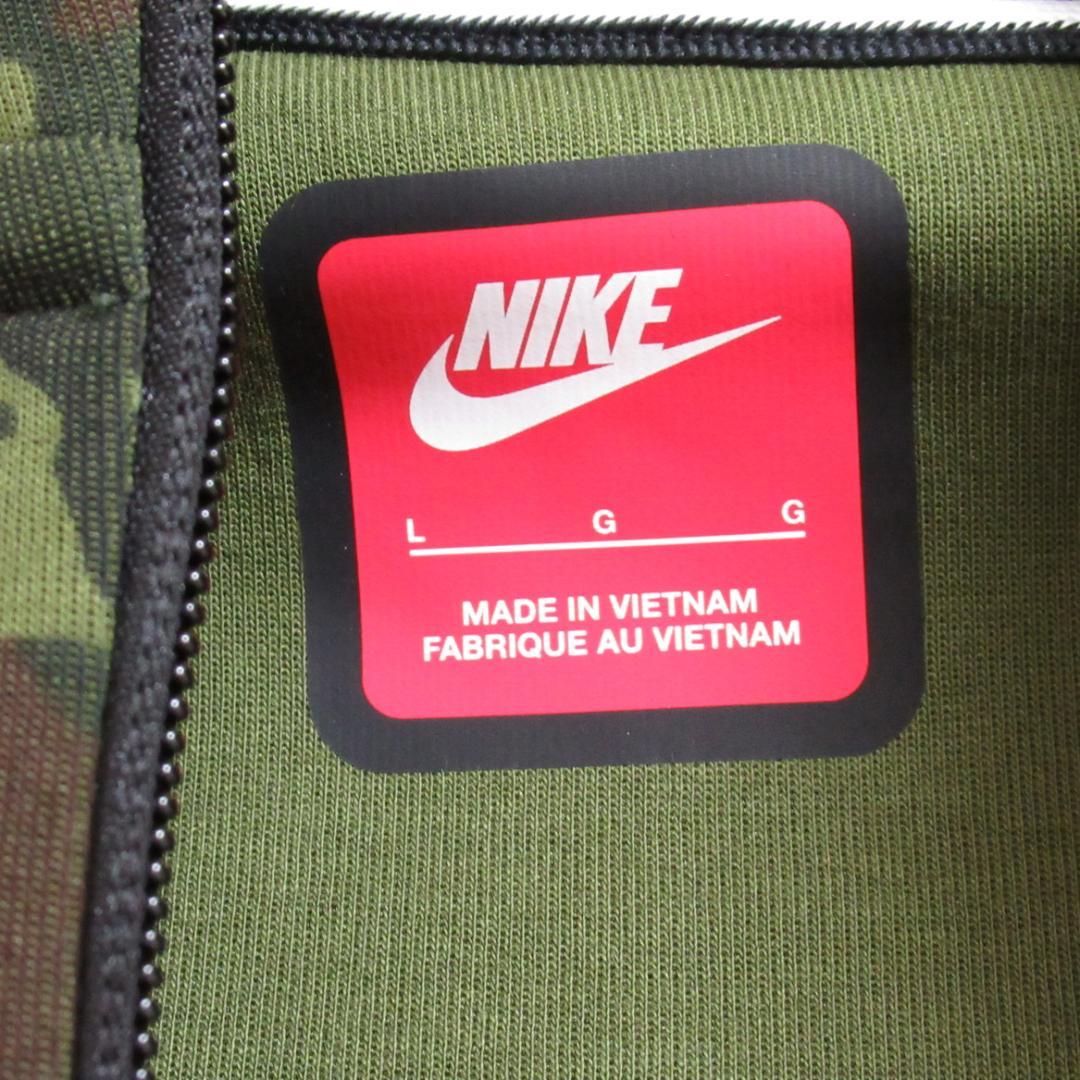 NIKE
L G G
MADE IN VIETNAM
FABRIQUE AU VIETNAM